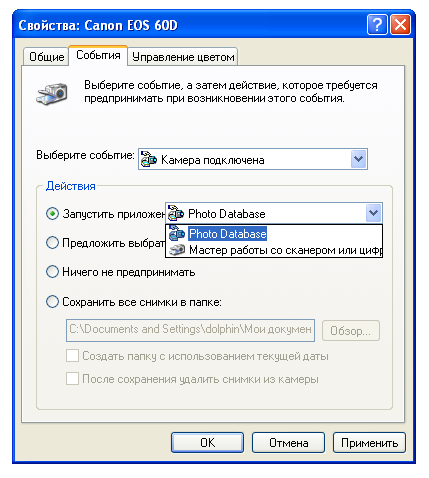 Свойства: Canon EOS 60D
Общие События Управление цветом
Выберите событие, а затем действие, которое требуется
предпринимать при возникновении этого события.
Выберите событие: Камера подключена
Действия
Запустить приложен Photo Database
Photo Database
Предложить выбрат
Мастер работы со сканером или цифр
Ничего не предпринимать
Сохранить все снимки в папке:
C:\Documents and Settings\dolphin\Мои докумен Обзор...
Создать папку с использованием текущей даты
После сохранения удалить снимки из камеры
OK Отмена Применить